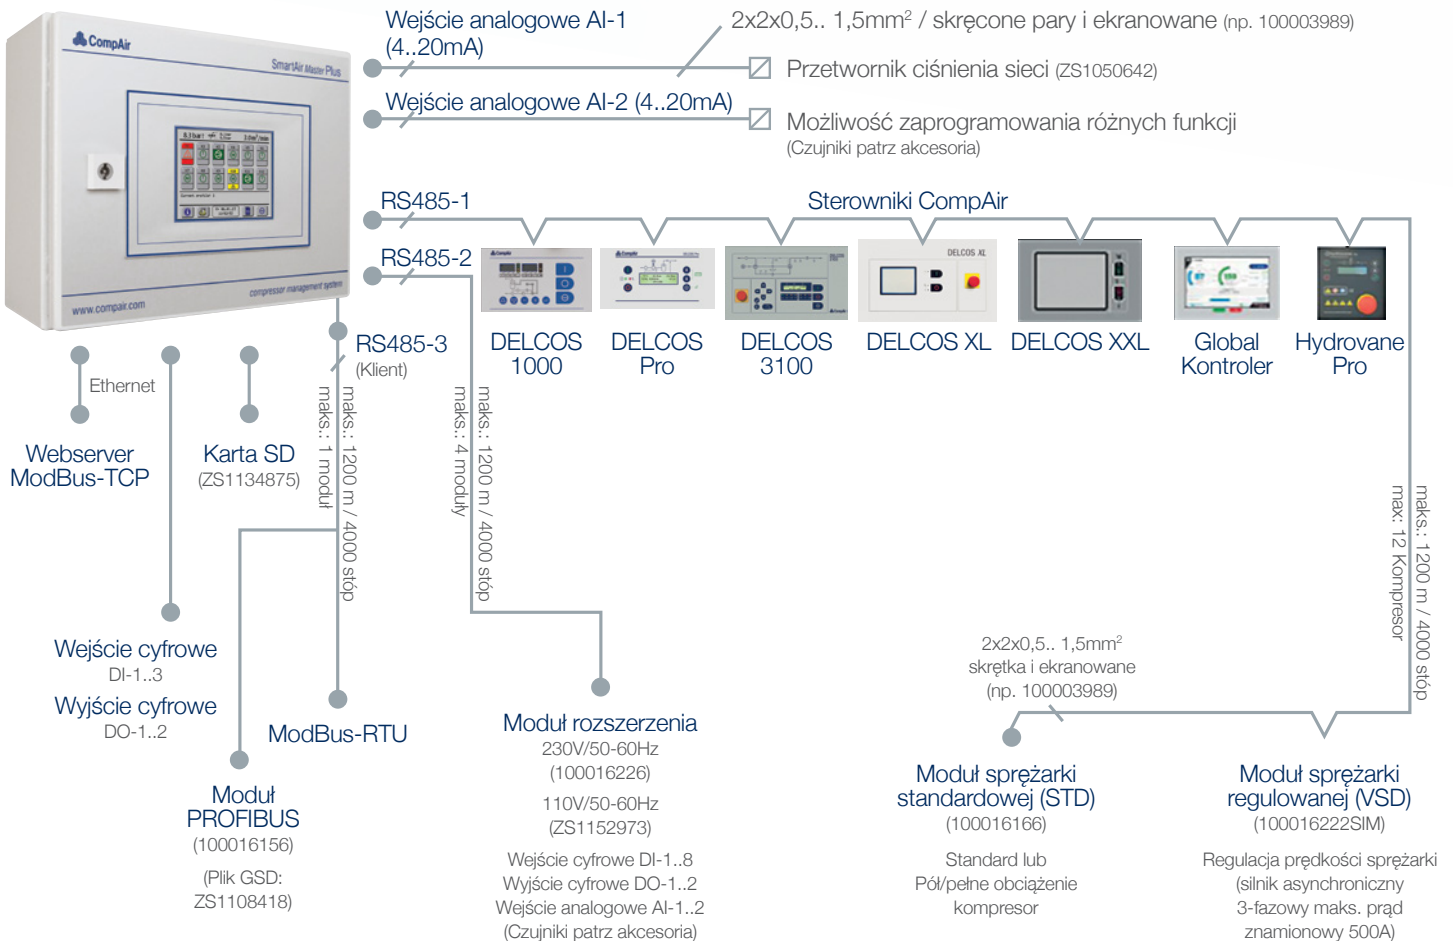 CompAir
SmartAir Master Plus
www.compair.com
compressor management system
Wejście analogowe AI-1
(4..20mA)
2x2x0,5.. 1,5mm² / skręcone pary i ekranowane (np. 100003989)
Przetwornik ciśnienia sieci (ZS1050642)
Wejście analogowe AI-2 (4..20mA)
Możliwość zaprogramowania różnych funkcji
(Czujniki patrz akcesoria)
RS485-1
Sterowniki CompAir
RS485-2
DELCOS XL
DELCOS
1000
DELCOS
Pro
DELCOS
3100
DELCOS XL
DELCOS XXL
Global
Kontroler
Hydrovane
Pro
RS485-3
(Klient)
Ethernet
Webserver
ModBus-TCP
Karta SD
(ZS1134875)
maks.: 1200 m / 4000 stóp
maks.: 1 moduł
maks.: 1200 m / 4000 stóp
maks.: 4 moduły
maks.: 1200 m / 4000 stóp
max: 12 Kompresor
Wejście cyfrowe
DI-1..3
Wyjście cyfrowe
DO-1..2
ModBus-RTU
Moduł
PROFIBUS
(100016156)
(Plik GSD:
ZS1108418)
Moduł rozszerzenia
230V/50-60Hz
(100016226)
110V/50-60Hz
(ZS1152973)
Wejście cyfrowe DI-1..8
Wyjście cyfrowe DO-1..2
Wejście analogowe AI-1..2
(Czujniki patrz akcesoria)
2x2x0,5.. 1,5mm²
skrętka i ekranowane
(np. 100003989)
Moduł sprężarki
standardowej (STD)
(100016166)
Standard lub
Pół/pełne obciążenie
kompresor
Moduł sprężarki
regulowanej (VSD)
(100016222SIM)
Regulacja prędkości sprężarki
(silnik asynchroniczny
3-fazowy maks. prąd
znamionowy 500A)